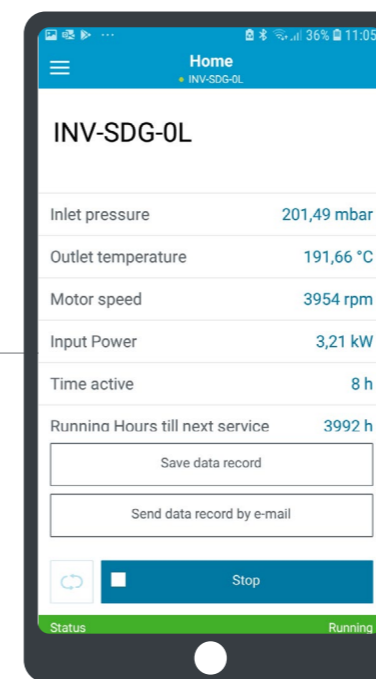 36% 11:05
Home
INV-SDG-0L
INV-SDG-0L
Inlet pressure 201,49 mbar
Outlet temperature 191,66 °C
Motor speed 3954 rpm
Input Power 3,21 kW
Time active 8 h
Running Hours till next service 3992 h
Save data record
Send data record by e-mail
Stop
Status Running